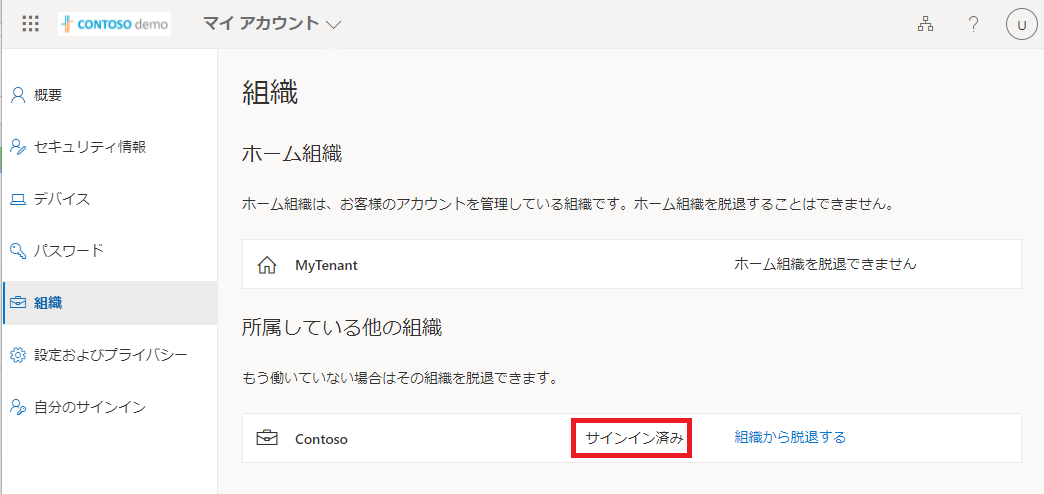 CONTOSO demo マイ アカウント ? U
概要
セキュリティ情報
デバイス
パスワード
組織
設定およびプライバシー
自分のサインイン
組織
ホーム組織
ホーム組織は、お客様のアカウントを管理している組織です。ホーム組織を脱退することはできません。
MyTenant ホーム組織を脱退できません
所属している他の組織
もう働いていない場合はその組織を脱退できます。
Contoso サインイン済み 組織から脱退する